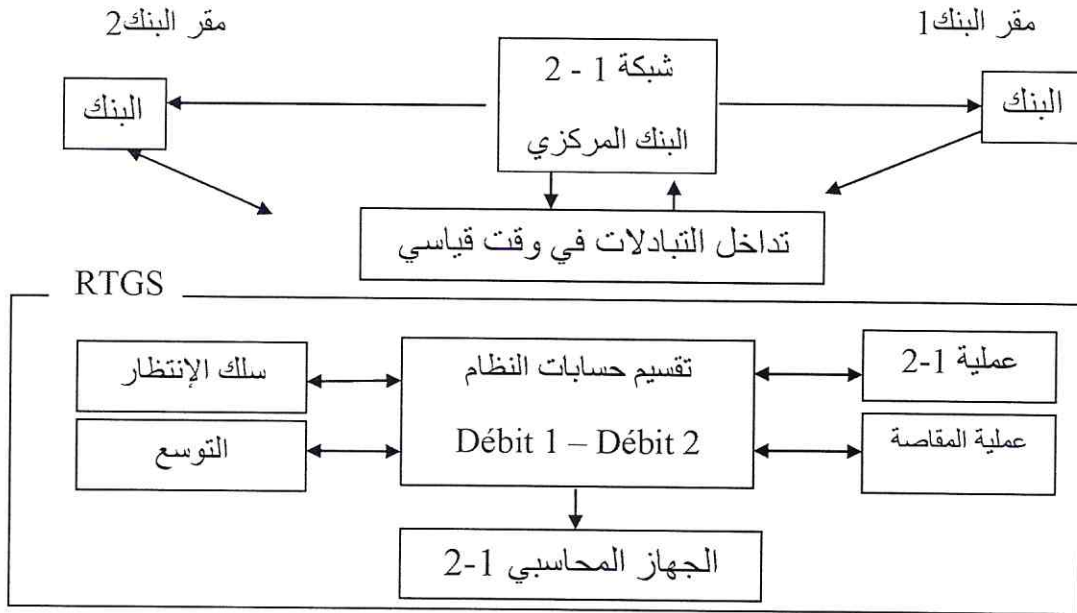 مقر البنك1
مقر البنك2
شبكة 1 - 2
البنك المركزي
البنك
البنك
تداخل التبادلات في وقت قياسي
RTGS
عملية 1-2
تقسيم حسابات النظام
سلك الإنتظار
عملية المقاصة
Débit 1 – Débit 2
التوسع
الجهاز المحاسبي 1-2